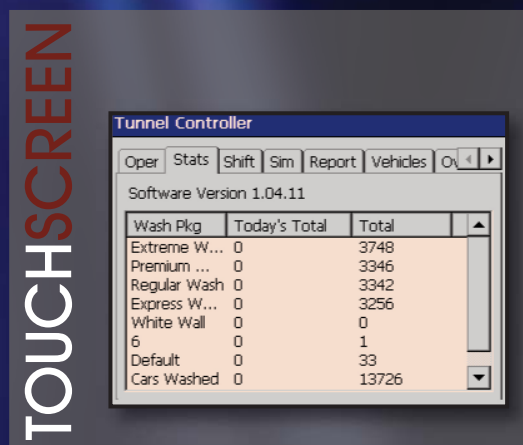 TOUCHSCREEN
Tunnel Controller
Oper Stats Shift Sim Report Vehicles
Software Version 1.04.11
Wash Pkg Today's Total Total
Extreme W... 0 3748
Premium ... 0 3346
Regular Wash 0 3342
Express W... 0 3256
White Wall 0 0
6 0 1
Default 0 33
Cars Washed 0 13726